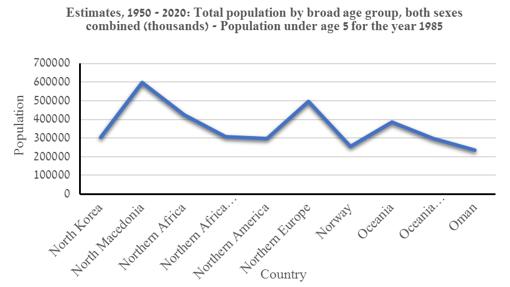 Estimates, 1950 - 2020: Total population by broad age group, both sexes
combined (thousands) - Population under age 5 for the year 1985
700000
600000
500000
400000
300000
200000
100000
0
Population
North Korea
North Macedonia
Northern Africa
Northern Africa…
Northern America
Northern Europe
Norway
Oceania
Oceania…
Oman
Country